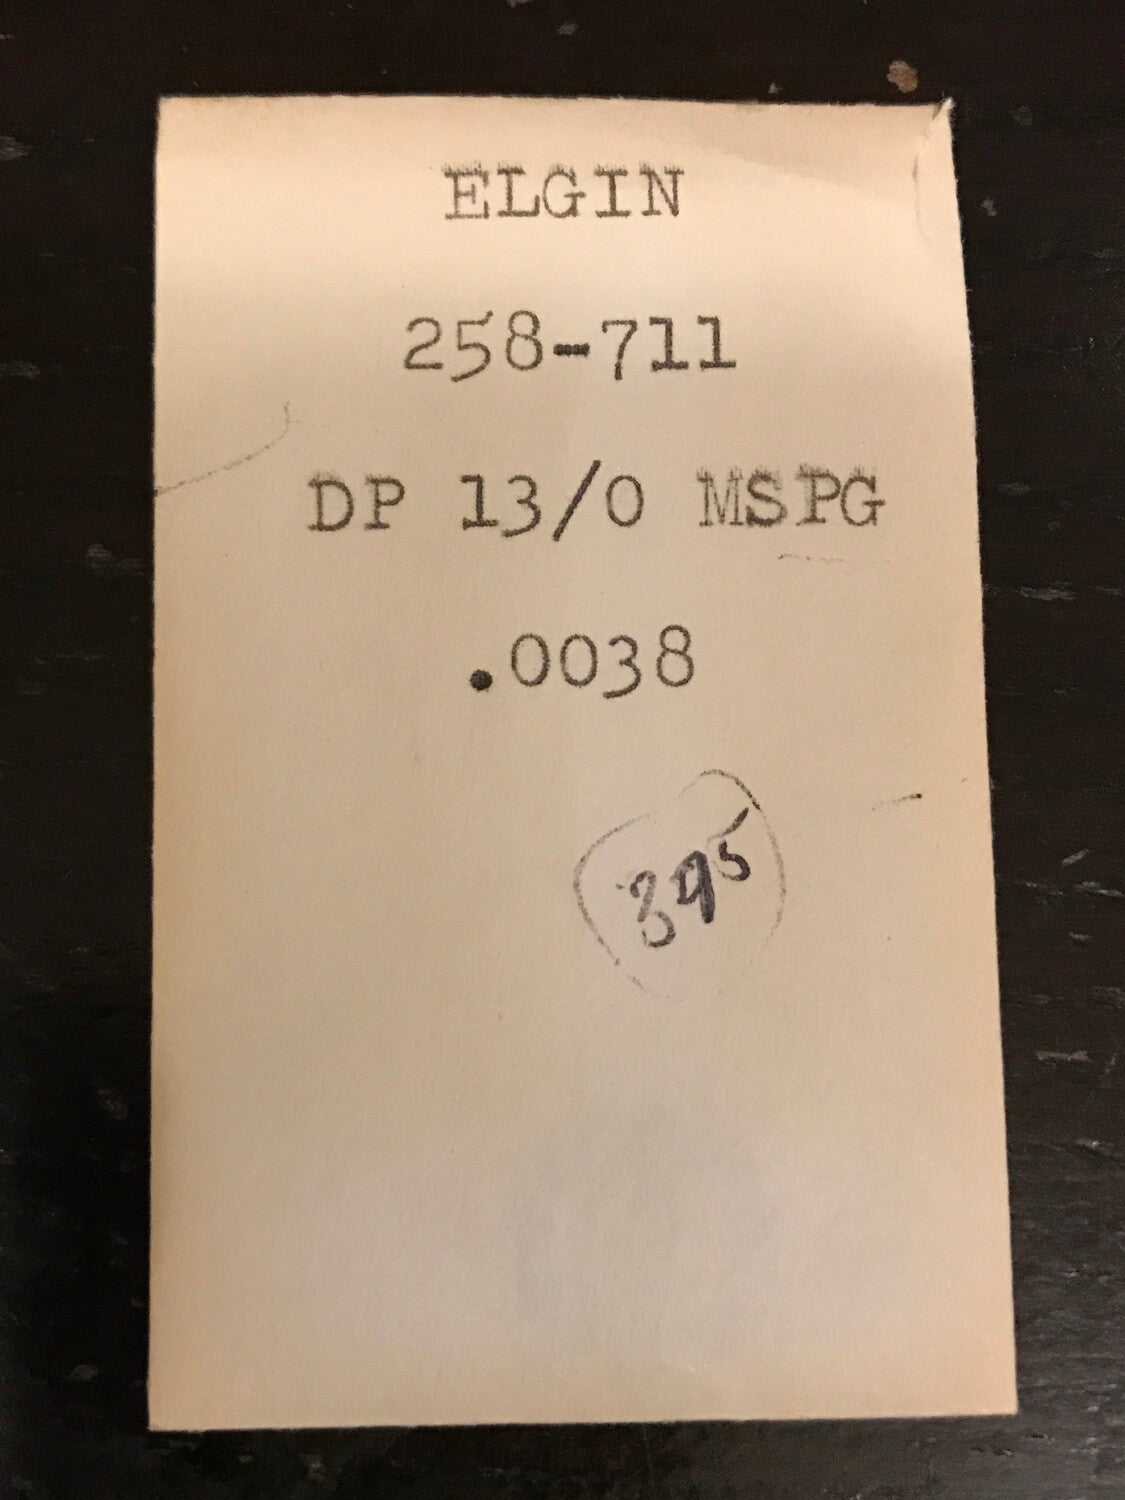 ELGIN
258-711
DP 13/0 MSPG
.0038
395